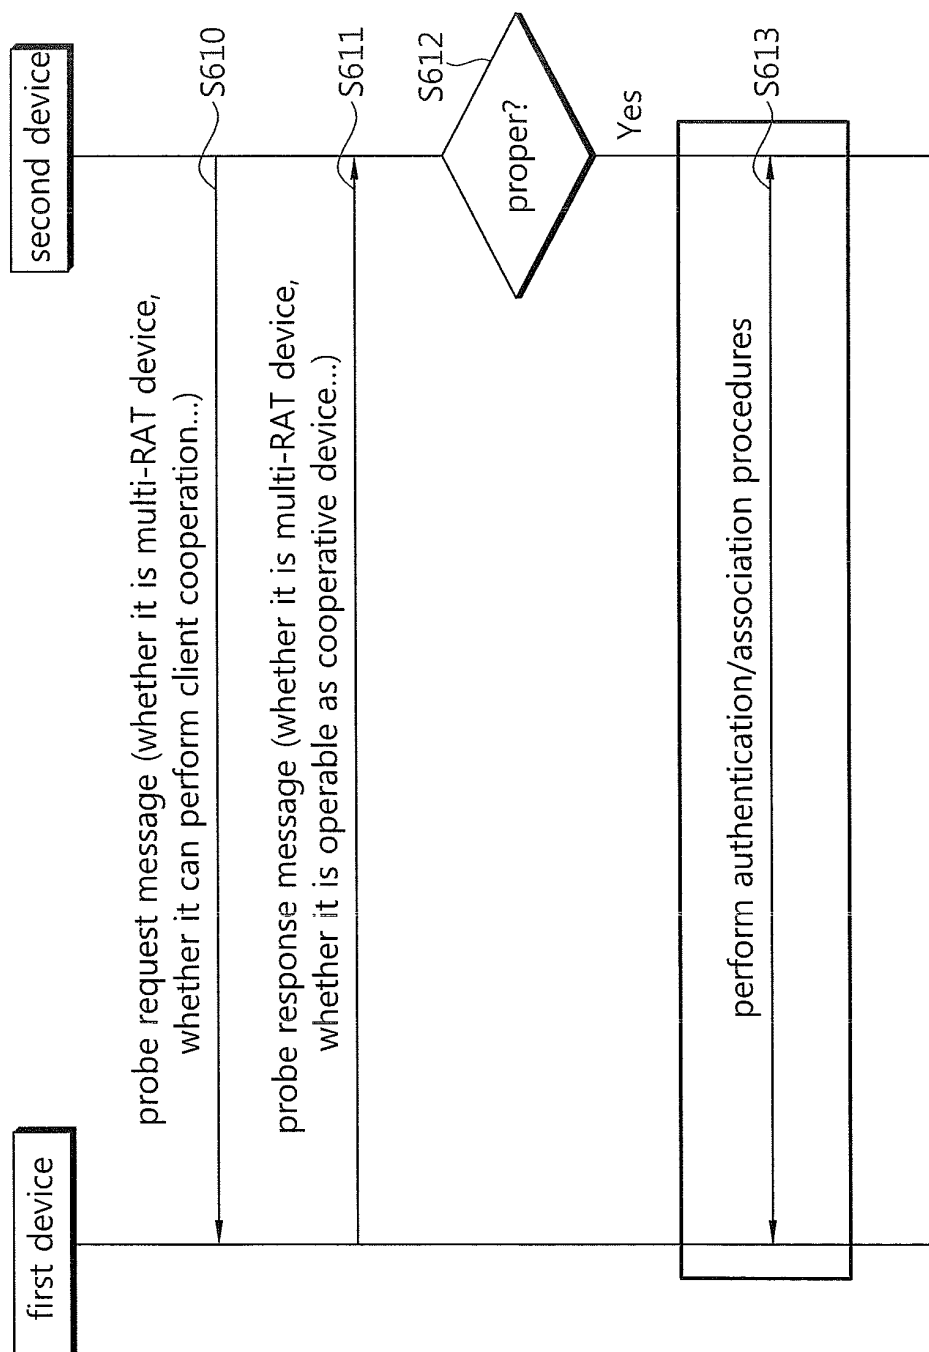 first device
second device
probe request message (whether it is multi-RAT device,
whether it can perform client cooperation...)
S610
probe response message (whether it is multi-RAT device,
whether it is operable as cooperative device...)
S611
S612
proper?
Yes
perform authentication/association procedures
S613